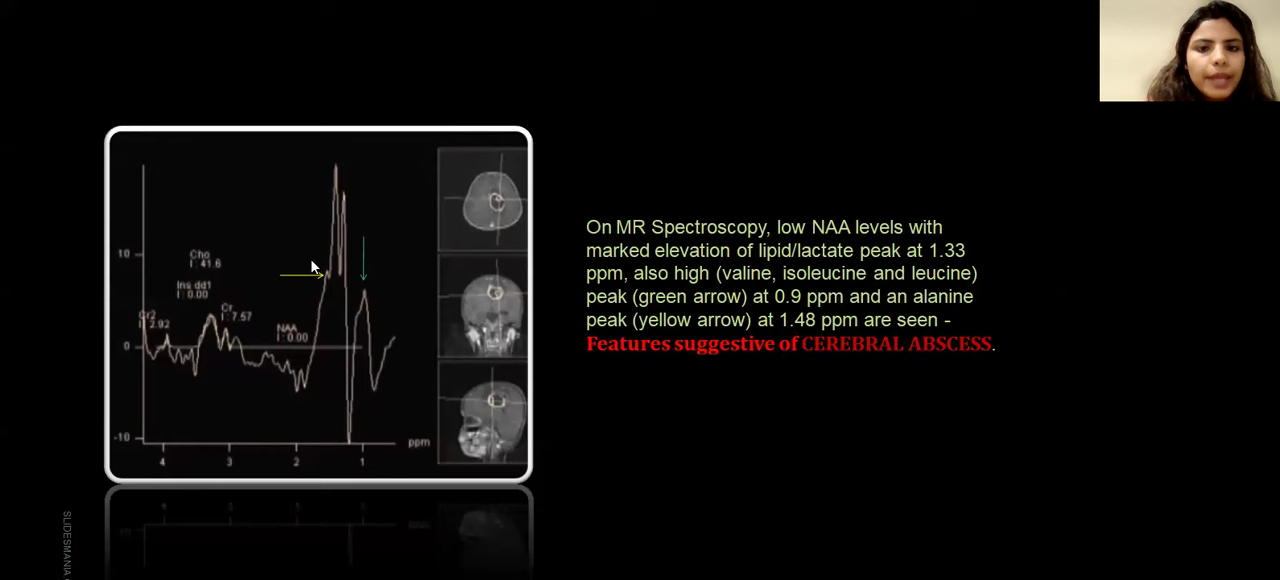 10
0
-10
Cho
I: 41.6
Ins dd1
I: 0.00
Cr2
2.92
Cr
I: 7.57
NAA
I: 0.00
ppm
4 3 2 1
On MR Spectroscopy, low NAA levels with
marked elevation of lipid/lactate peak at 1.33
ppm, also high (valine, isoleucine and leucine)
peak (green arrow) at 0.9 ppm and an alanine
peak (yellow arrow) at 1.48 ppm are seen -
Features suggestive of CEREBRAL ABSCESS.